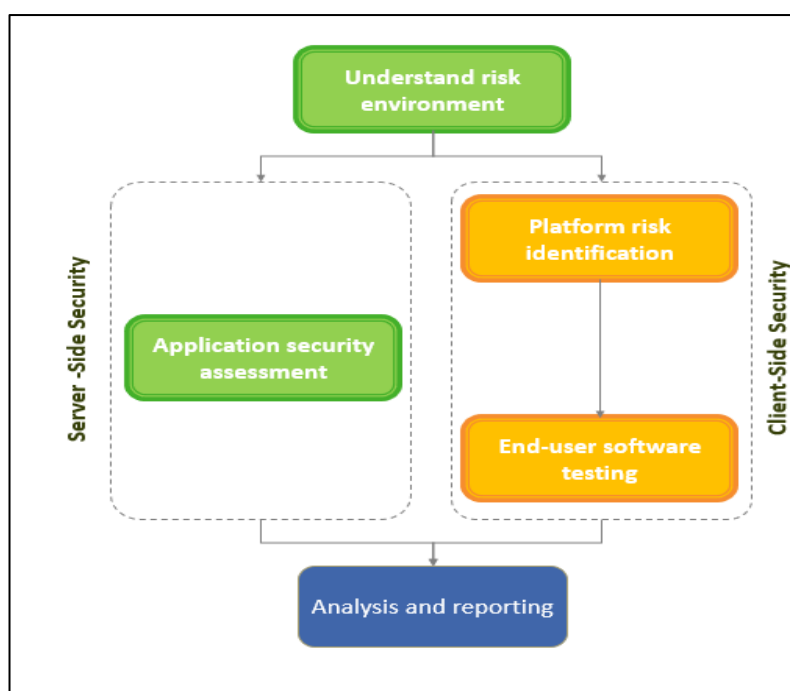 Understand risk
environment
Server -Side Security
Application security
assessment
Platform risk
identification
End-user software
testing
Client-Side Security
Analysis and reporting